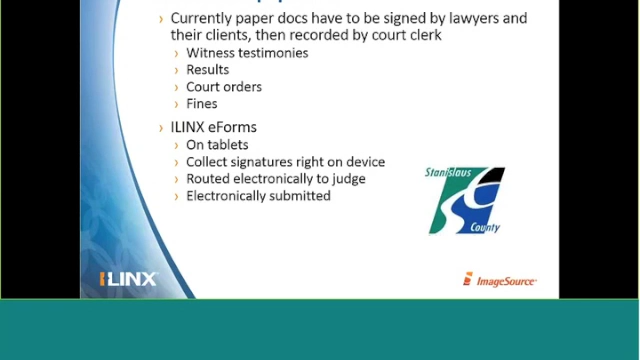 › Currently paper docs have to be signed by lawyers and
their clients, then recorded by court clerk
› Witness testimonies
› Results
› Court orders
› Fines
› ILINX eForms
› On tablets
› Collect signatures right on device
› Routed electronically to judge
› Electronically submitted
Stanislaus
County
ILINX
ImageSource